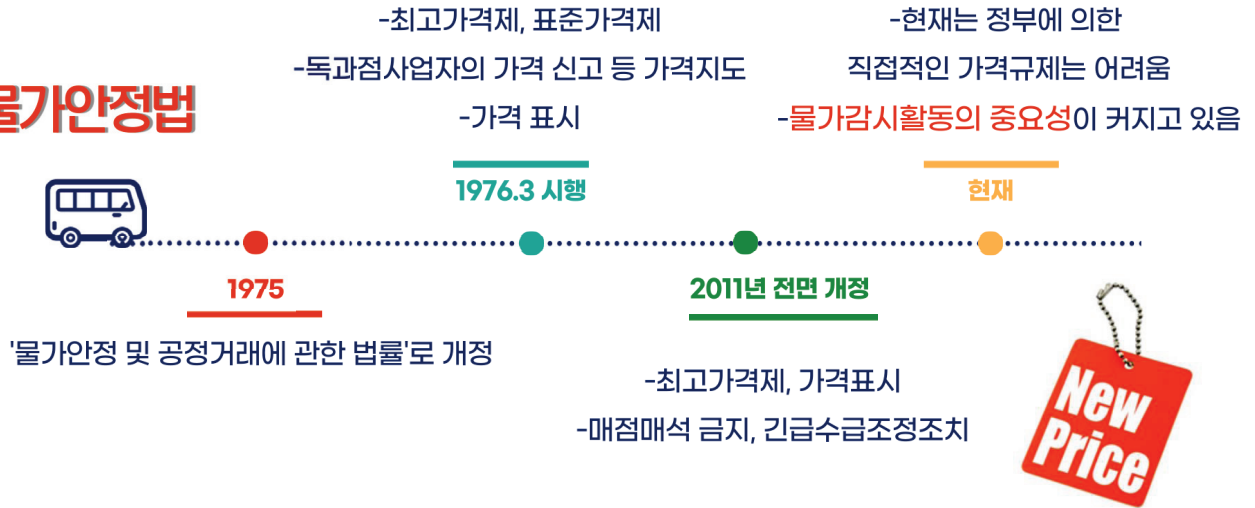 물가안정법
-최고가격제, 표준가격제
-독과점사업자의 가격 신고 등 가격지도
-가격 표시
1976.3 시행
-현재는 정부에 의한
직접적인 가격규제는 어려움
-물가감시활동의 중요성이 커지고 있음
현재
1975
'물가안정 및 공정거래에 관한 법률'로 개정
2011년 전면 개정
-최고가격제, 가격표시
-매점매석 금지, 긴급수급조정조치
New
Price